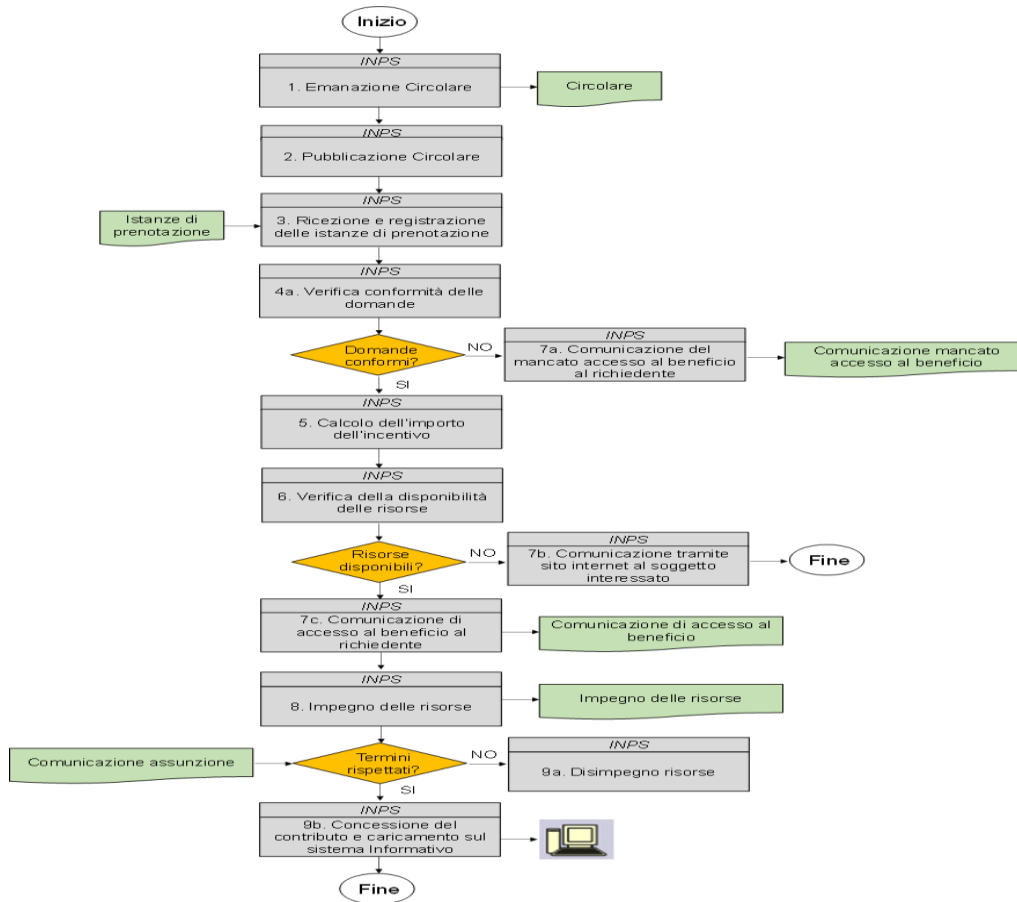 Inizio
INPS
1. Emanazione Circolare
Circolare
INPS
2. Pubblicazione Circolare
Istanze di
prenotazione
INPS
3. Ricezione e registrazione
delle istanze di prenotazione
INPS
4a. Verifica conformità delle
domande
Domande
conformi?
NO
SI
INPS
7a. Comunicazione del
mancato accesso al beneficio
al richiedente
Comunicazione mancato
accesso al beneficio
INPS
5. Calcolo dell'importo
dell'incentivo
INPS
6. Verifica della disponibilità
delle risorse
Risorse
disponibili?
NO
SI
INPS
7b. Comunicazione tramite
sito internet al soggetto
interessato
Fine
INPS
7c. Comunicazione di
accesso al beneficio al
richiedente
Comunicazione di accesso al
beneficio
INPS
8. Impegno delle risorse
Impegno delle risorse
Comunicazione assunzione
Termini
rispettati?
NO
SI
INPS
9a. Disimpegno risorse
INPS
9b. Concessione del
contributo e caricamento sul
sistema Informativo
Fine